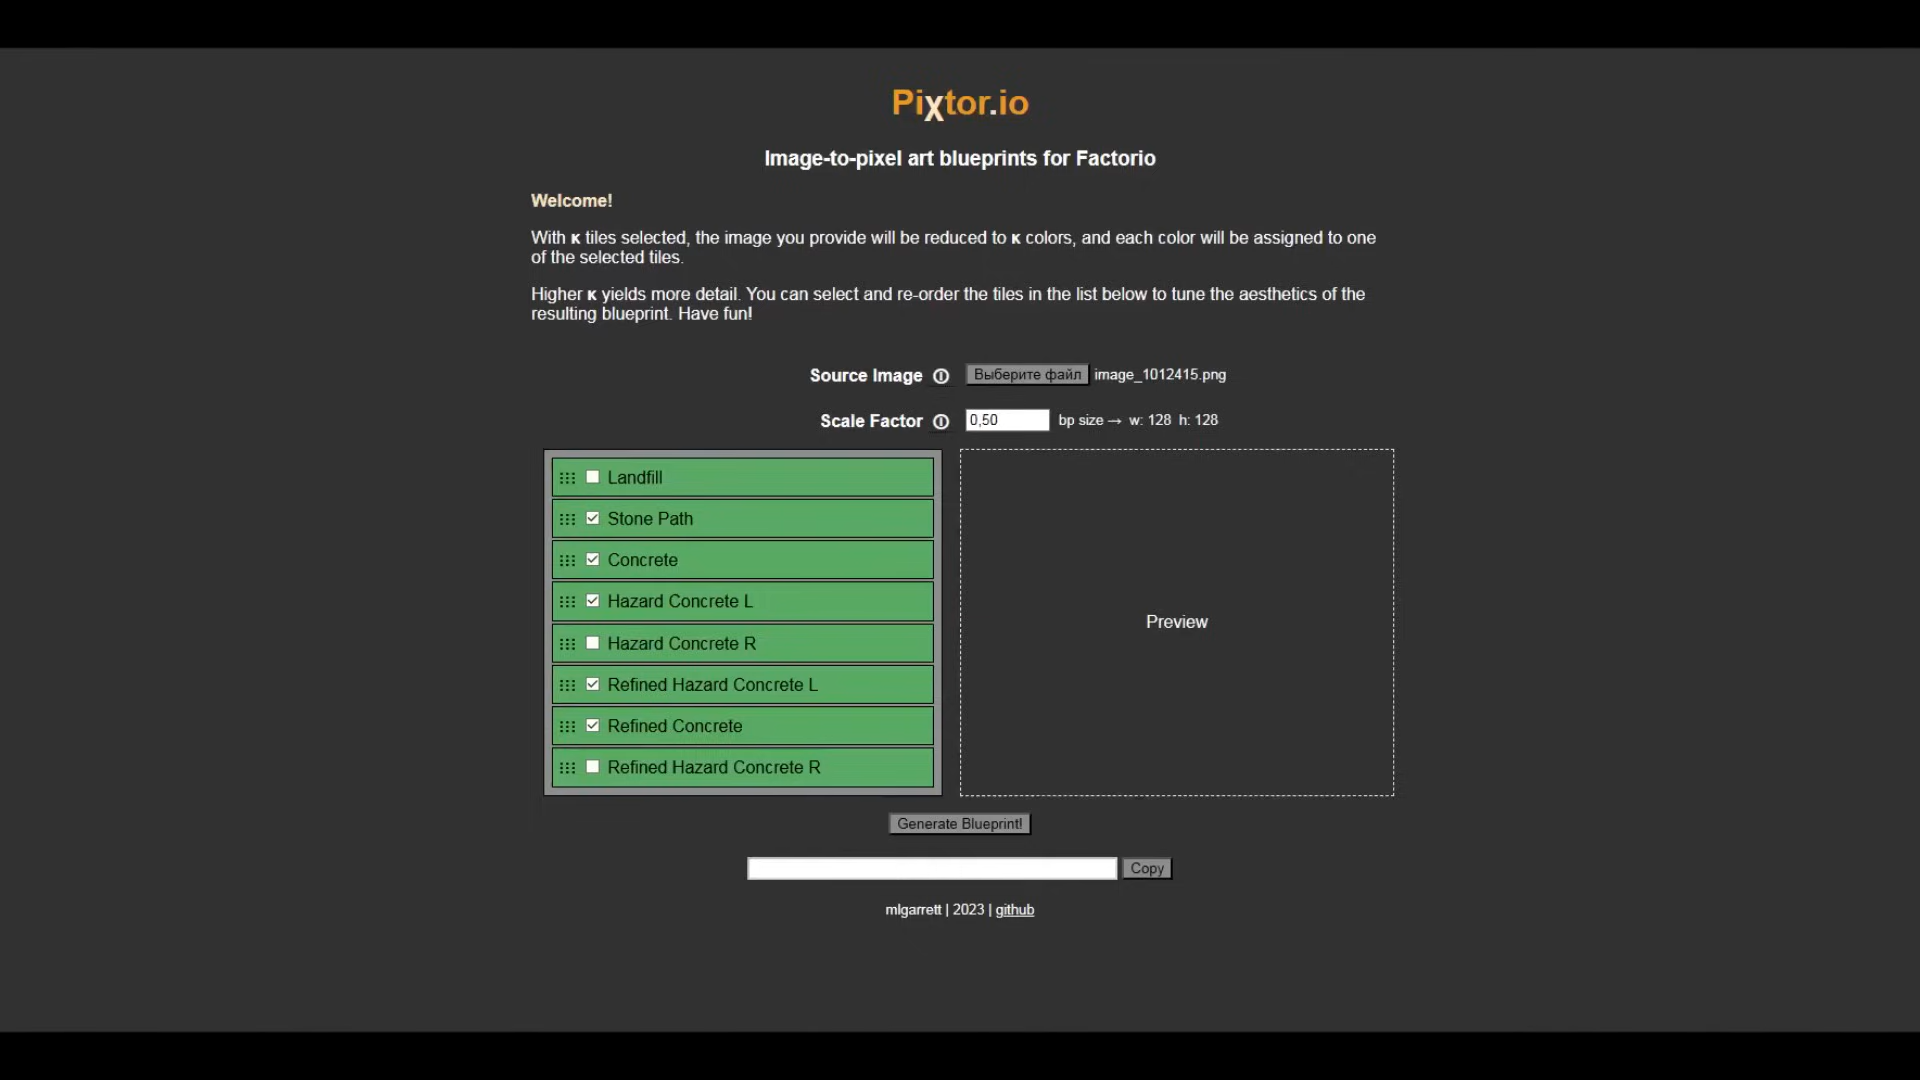 Pixtor.io
Image-to-pixel art blueprints for Factorio
Welcome!
With κ tiles selected, the image you provide will be reduced to κ colors, and each color will be assigned to one
of the selected tiles.
Higher κ yields more detail. You can select and re-order the tiles in the list below to tune the aesthetics of the
resulting blueprint. Have fun!
Source Image Выберите файл image_1012415.png
Scale Factor 0,50 bp size → w: 128 h: 128
Landfill
Stone Path
Concrete
Hazard Concrete L
Hazard Concrete R
Refined Hazard Concrete L
Refined Concrete
Refined Hazard Concrete R
Preview
Generate Blueprint!
Copy
mlgarrett | 2023 | github